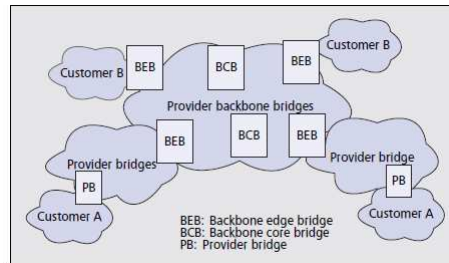 Customer B
BEB
BCB
BEB
Customer B
Provider backbone bridges
BEB
BCB
BEB
Provider bridges
Provider bridge
PB
PB
Customer A
Customer A
BEB: Backbone edge bridge
BCB: Backbone core bridge
PB: Provider bridge